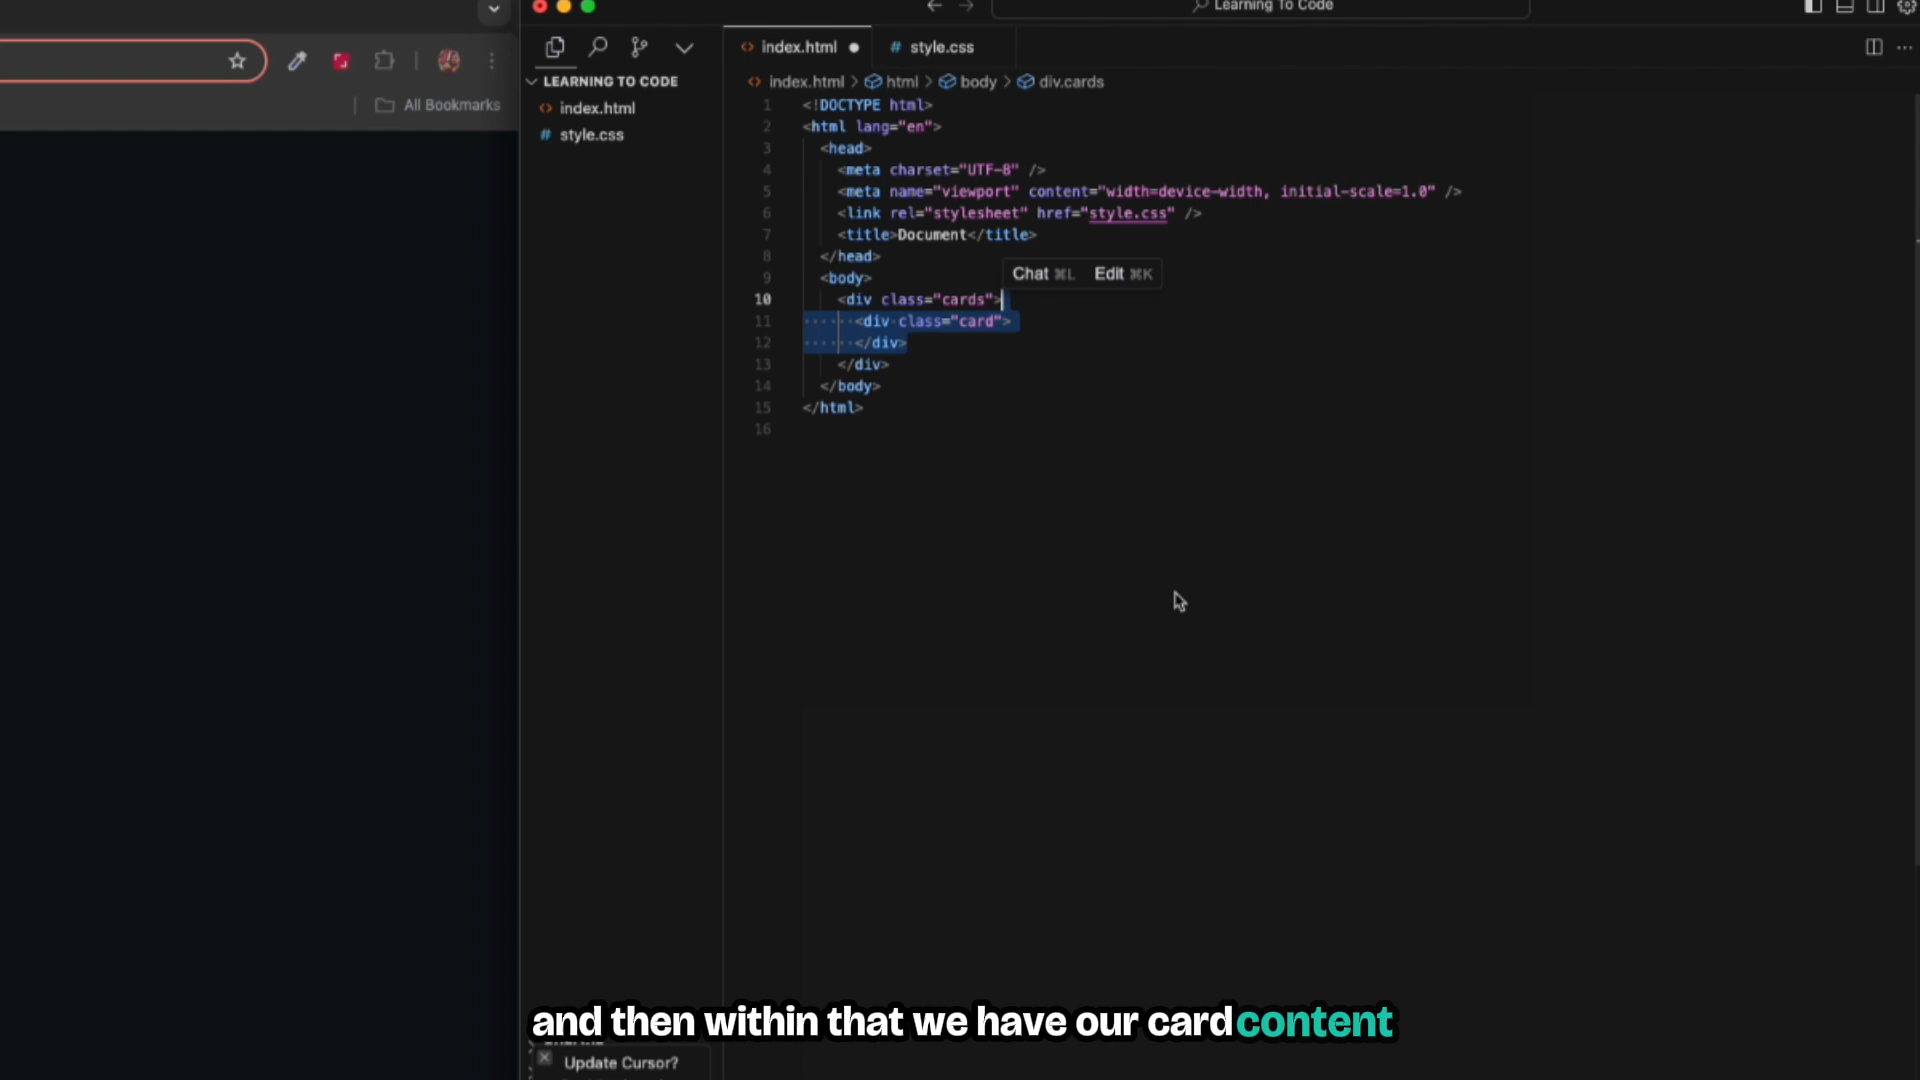 Learning To Code
index.html
style.css
All Bookmarks
LEARNING TO CODE
index.html
style.css
index.html > html > body > div.cards
1 <!DOCTYPE html>
2 <html lang="en">
3 <head>
4 <meta charset="UTF-8" />
5 <meta name="viewport" content="width=device-width, initial-scale=1.0" />
6 <link rel="stylesheet" href="style.css" />
7 <title>Document</title>
8 </head>
9 <body>
Chat ⌘L Edit ⌘K
10 <div class="cards">
11 <div class="card">
12 </div>
13 </div>
14 </body>
15 </html>
16
and then within that we have our card content
Update Cursor?